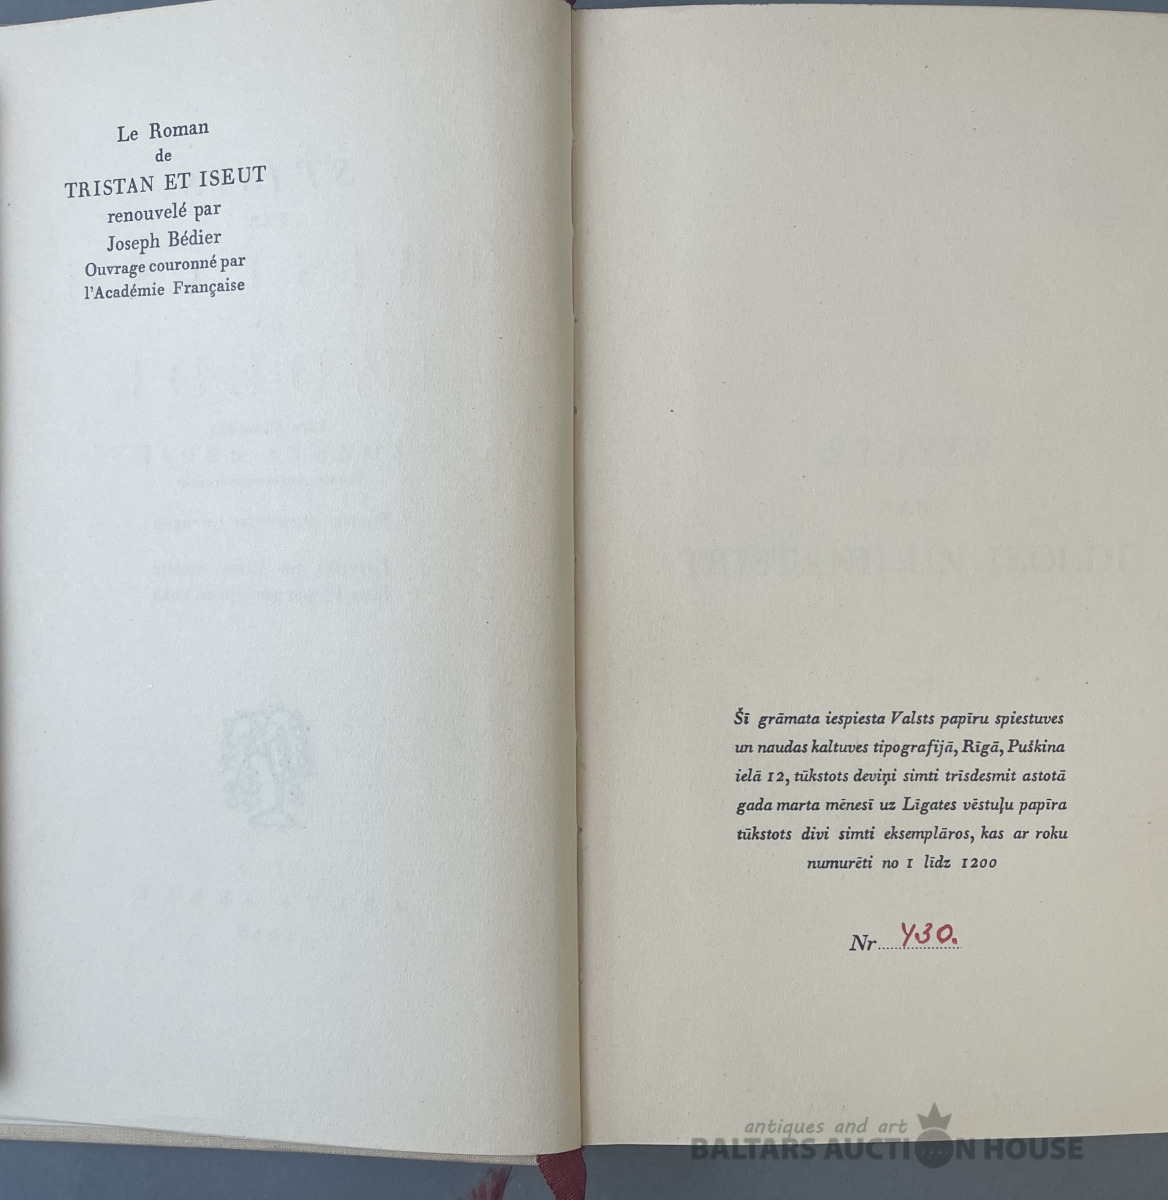 Le Roman
de
TRISTAN ET ISEUT
renouvelé par
Joseph Bédier
Ouvrage couronné par
l'Académie Française
Šī grāmata iespiesta Valsts papīru spiestuves
un naudas kaltuves tipografijā, Rīgā, Puškina
ielā 12, tūkstots deviņi simti trīsdesmit astotā
gada marta mēnesī uz Līgates vēstuļu papīra
tūkstots divi simti eksemplāros, kas ar roku
numurēti no 1 līdz 1200
Nr. 430.
antiques and art
BALTARS AUCTION HOUSE